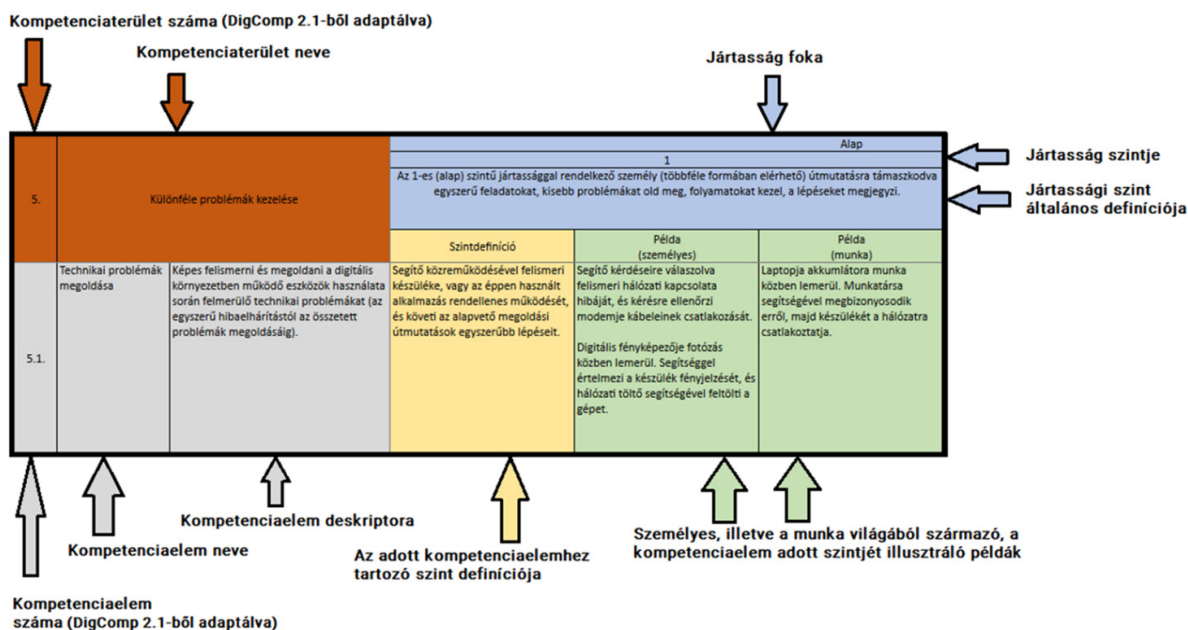 Kompetenciaterület száma (DigComp 2.1-ből adaptálva)
Kompetenciaterület neve
Jártasság foka
Alap
Jártasság szintje
1
Az 1-es (alap) szintű jártassággal rendelkező személy (többféle formában elérhető) útmutatásra támaszkodva
egyszerű feladatokat, kisebb problémákat old meg, folyamatokat kezel, a lépéseket megjegyzi.
Jártassági szint
általános definíciója
5.
Különféle problémák kezelése
Szintdefiníció
Példa
(személyes)
Példa
(munka)
5.1.
Technikai problémák
megoldása
Képes felismerni és megoldani a digitális
környezetben működő eszközök használata
során felmerülő technikai problémákat (az
egyszerű hibaelhárítástól az összetett
problémák megoldásáig).
Segítő közreműködésével felismeri
készüléke, vagy az éppen használt
alkalmazás rendellenes működését,
és követi az alapvető megoldási
útmutatások egyszerűbb lépéseit.
Segítő kérdéseire válaszolva
felismeri hálózati kapcsolata
hibáját, és kérésre ellenőrzi
modemje kábeleinek csatlakozását.
Digitális fényképezője fotózás
közben lemerül. Segítséggel
értelmezi a készülék fényjelzését, és
hálózati töltő segítségével feltölti a
gépet.
Laptopja akkumlátora munka
közben lemerül. Munkatársa
segítségével megbizonyosodik
erről, majd készülékét a hálózatra
csatlakoztatja.
Kompetenciaelem deskriptora
Kompetenciaelem neve
Az adott kompetenciaelemhez
tartozó szint definíciója
Személyes, illetve a munka világából származó, a
kompetenciaelem adott szintjét illusztráló példák
Kompetenciaelem
száma (DigComp 2.1-ből adaptálva)